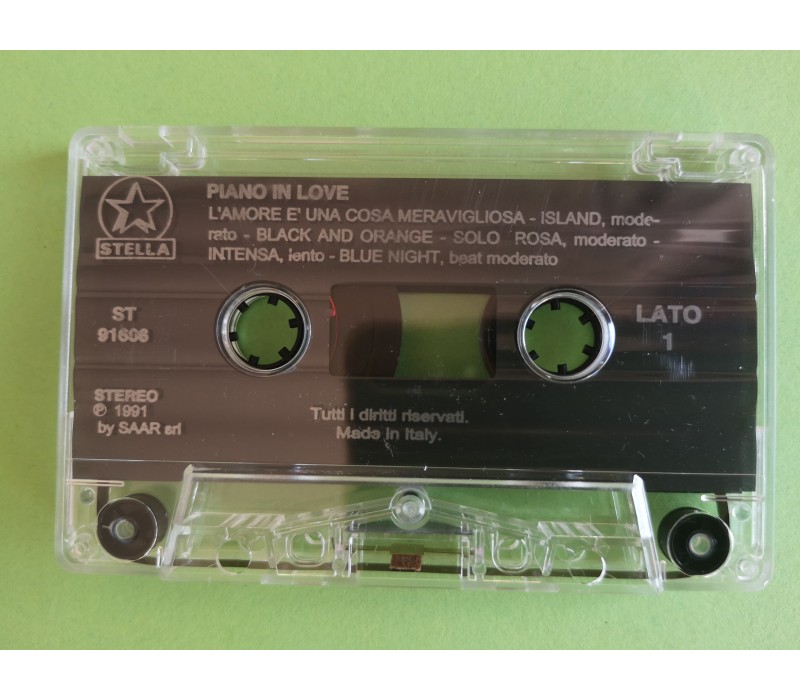 STELLA
PIANO IN LOVE
L'AMORE E' UNA COSA MERAVIGLIOSA - ISLAND, mode-
rato - BLACK AND ORANGE - SOLO ROSA, moderato -
INTENSA, lento - BLUE NIGHT, beat moderato
ST
91606
LATO
1
STEREO
℗ 1991
by SAAR srl
Tutti i diritti riservati.
Made in Italy.